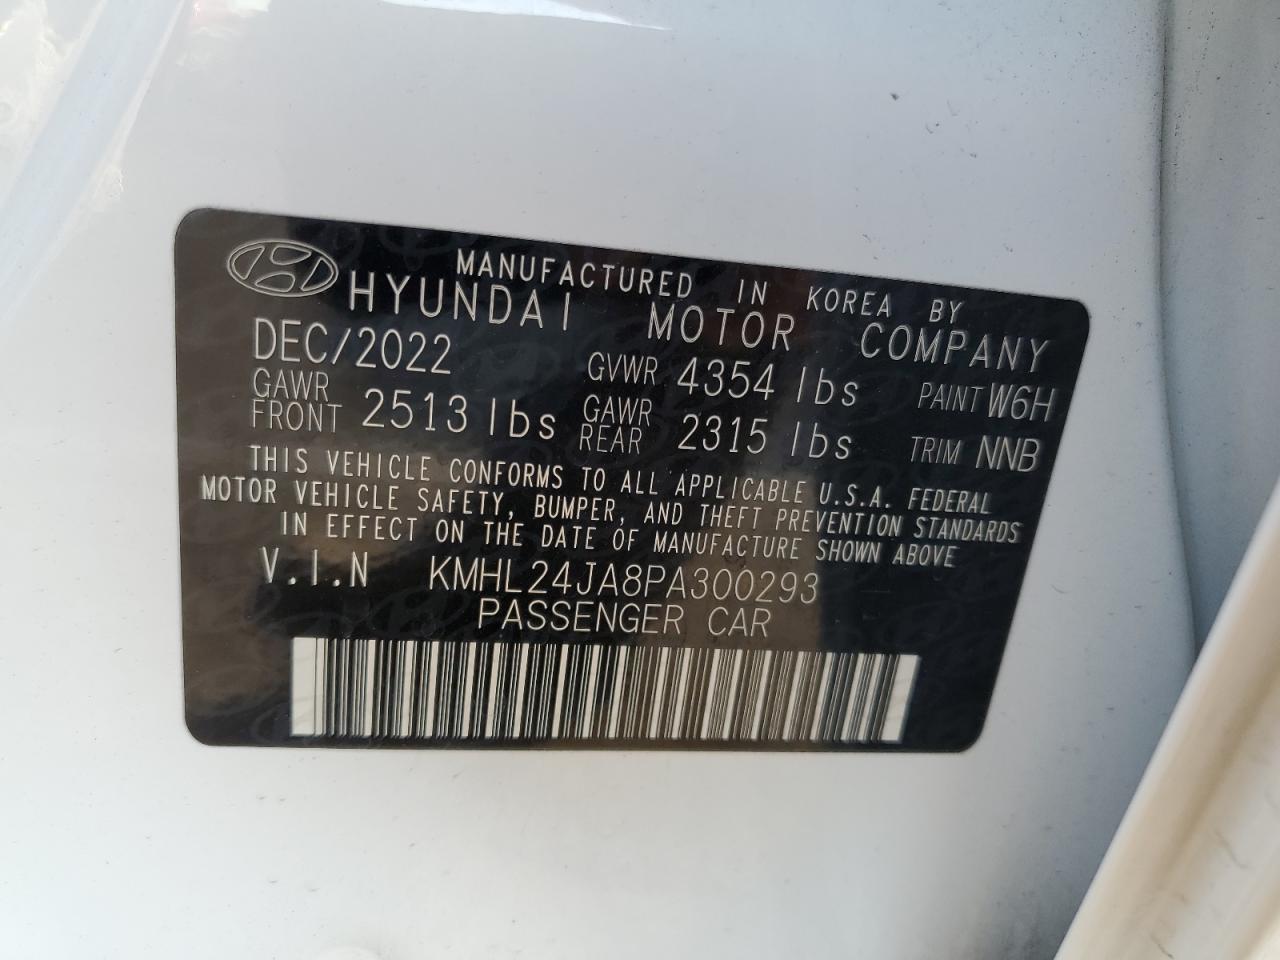 MANUFACTURED IN KOREA BY
HYUNDAI MOTOR COMPANY
DEC/2022 GVWR 4354 lbs PAINT W6H
GAWR FRONT 2513 lbs GAWR REAR 2315 lbs TRIM NNB
THIS VEHICLE CONFORMS TO ALL APPLICABLE U.S.A. FEDERAL
MOTOR VEHICLE SAFETY, BUMPER, AND THEFT PREVENTION STANDARDS
IN EFFECT ON THE DATE OF MANUFACTURE SHOWN ABOVE
V.I.N KMHL24JA8PA300293
PASSENGER CAR